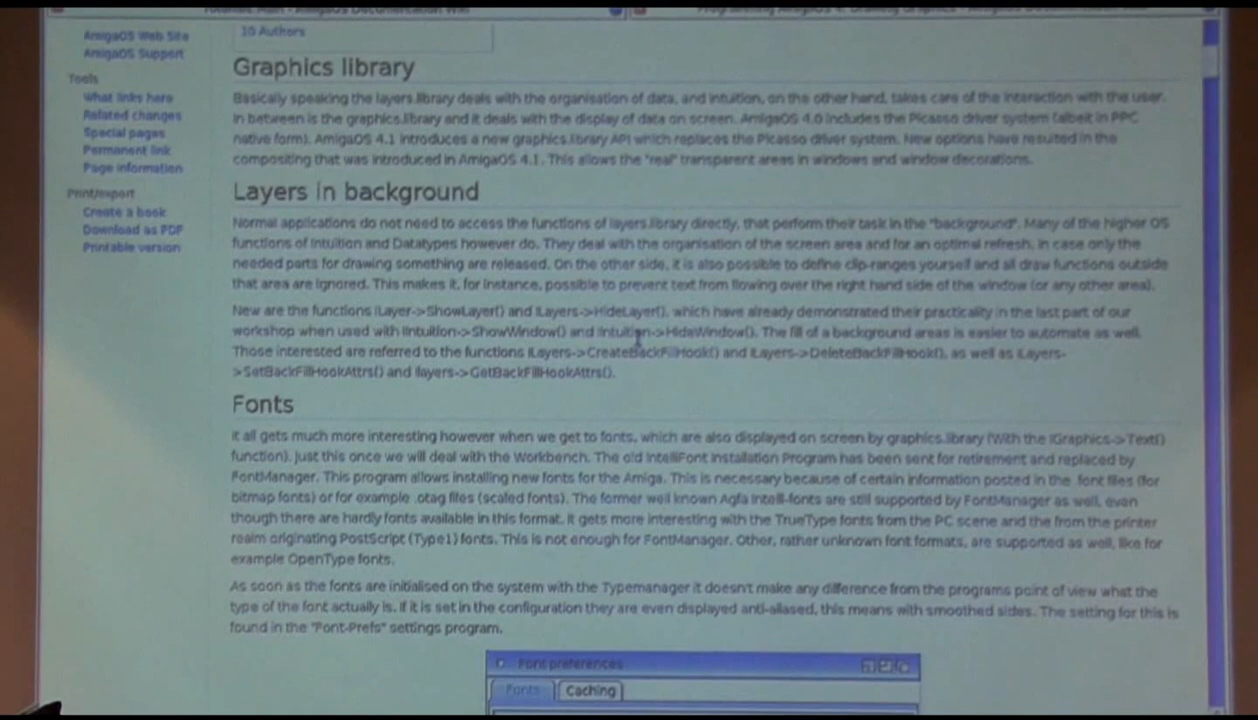 Tutorials Main - AmigaOS Documentation Wiki
Programming AmigaOS 4: Drawing Graphics - AmigaOS Documentation Wiki
AmigaOS Web Site
AmigaOS Support
Tools
What links here
Related changes
Special pages
Permanent link
Page information
Print/export
Create a book
Download as PDF
Printable version
10 Authors
Graphics library
Basically speaking the layers.library deals with the organisation of data, and intuition, on the other hand, takes care of the interaction with the user.
In between is the graphics.library and it deals with the display of data on screen. AmigaOS 4.0 includes the Picasso driver system (albeit in PPC
native form). AmigaOS 4.1 introduces a new graphics.library API which replaces the Picasso driver system. New options have resulted in the
compositing that was introduced in AmigaOS 4.1. This allows the "real" transparent areas in windows and window decorations.
Layers in background
Normal applications do not need to access the functions of layers.library directly, that perform their task in the "background". Many of the higher OS
functions of Intuition and Datatypes however do. They deal with the organisation of the screen area and for an optimal refresh, in case only the
needed parts for drawing something are released. On the other side, it is also possible to define clip-ranges yourself and all draw functions outside
that area are ignored. This makes it, for instance, possible to prevent text from flowing over the right hand side of the window (or any other area).
New are the functions ILayer->ShowLayer() and ILayers->HideLayer(), which have already demonstrated their practicality in the last part of our
workshop when used with IIntuition->ShowWindow() and IIntuition->HideWindow(). The fill of a background areas is easier to automate as well.
Those interested are referred to the functions ILayers->CreateBackFillHook() and ILayers->DeleteBackFillHook(), as well as ILayers-
>SetBackFillHookAttrs() and Ilayers->GetBackFillHookAttrs().
Fonts
It all gets much more interesting however when we get to fonts, which are also displayed on screen by graphics.library (With the IGraphics->Text()
function). Just this once we will deal with the Workbench. The old IntelliFont Installation Program has been sent for retirement and replaced by
FontManager. This program allows installing new fonts for the Amiga. This is necessary because of certain information posted in the .font files (for
bitmap fonts) or for example .otag files (scaled fonts). The former well known Agfa Intelli-fonts are still supported by FontManager as well, even
though there are hardly fonts available in this format. It gets more interesting with the TrueType fonts from the PC scene and the from the printer
realm originating PostScript (Type1) fonts. This is not enough for FontManager. Other, rather unknown font formats, are supported as well, like for
example OpenType fonts.
As soon as the fonts are initialised on the system with the Typemanager it doesn't make any difference from the programs point of view what the
type of the font actually is. If it is set in the configuration they are even displayed anti-aliased, this means with smoothed sides. The setting for this is
found in the "Font-Prefs" settings program.
Font preferences
Fonts Caching